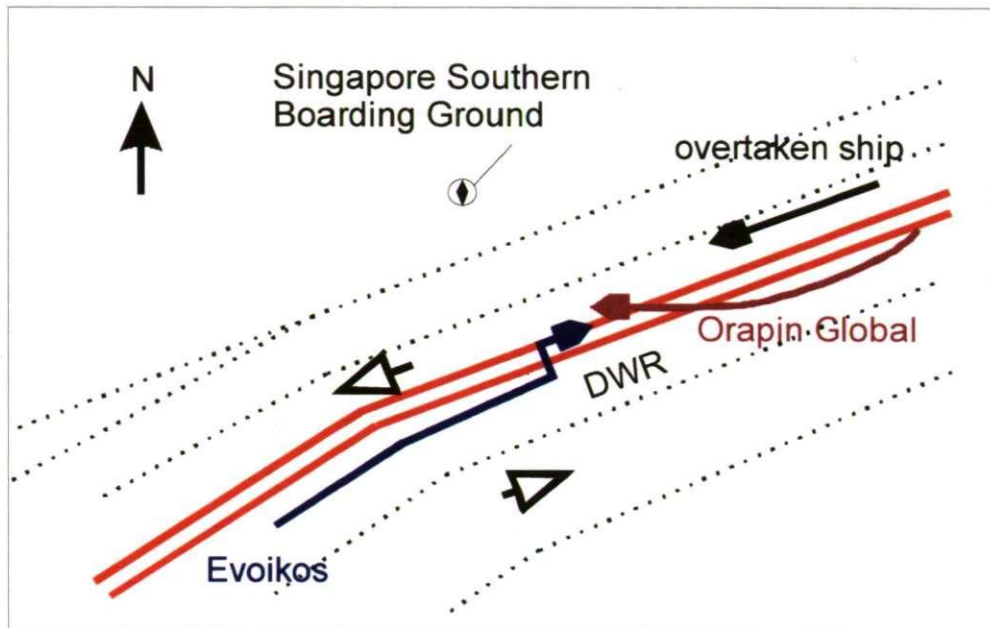 N
Singapore Southern
Boarding Ground
overtaken ship
Orapin Global
DWR
Evoikos